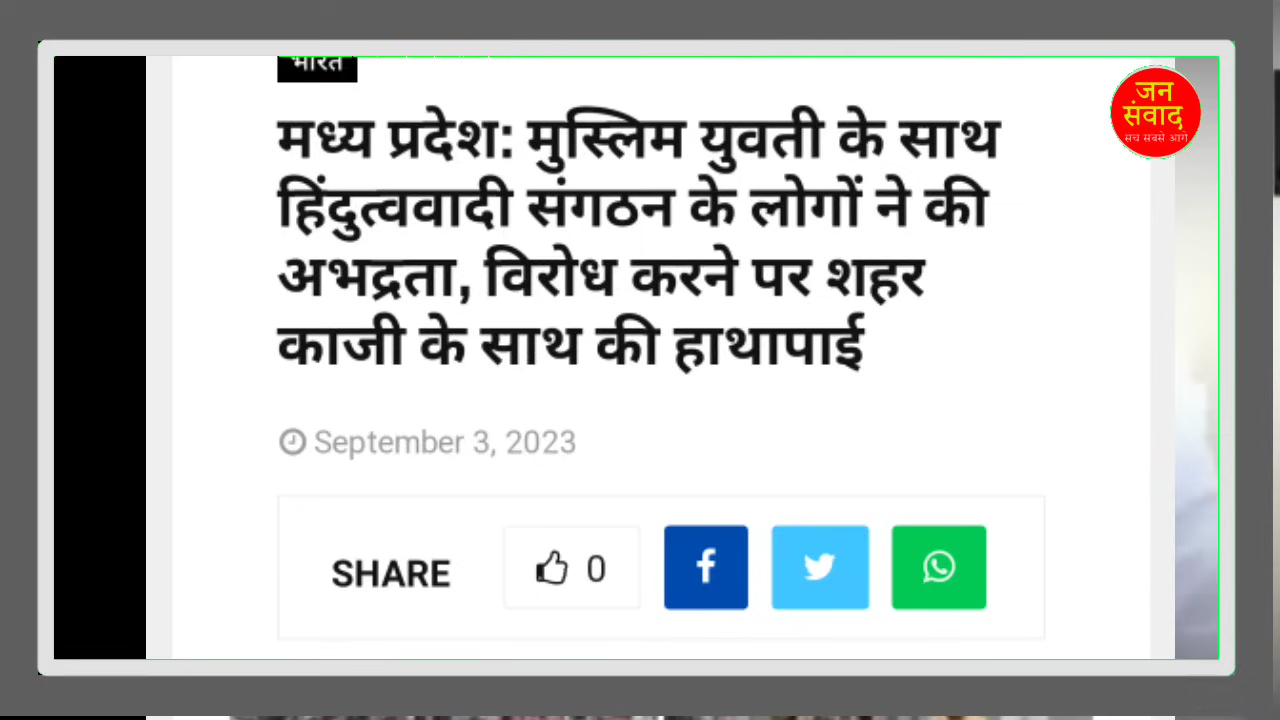 भारत
जन
संवाद
सच सबसे आगे
मध्य प्रदेश: मुस्लिम युवती के साथ
हिंदुत्ववादी संगठन के लोगों ने की
अभद्रता, विरोध करने पर शहर
काजी के साथ की हाथापाई
September 3, 2023
SHARE 0